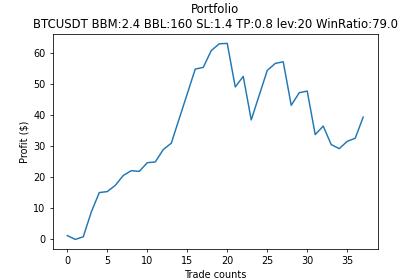 Portfolio
BTCUSDT BBM:2.4 BBL:160 SL:1.4 TP:0.8 lev:20 WinRatio:79.0
60
50
40
30
20
10
0
Profit ($)
0 5 10 15 20 25 30 35
Trade counts